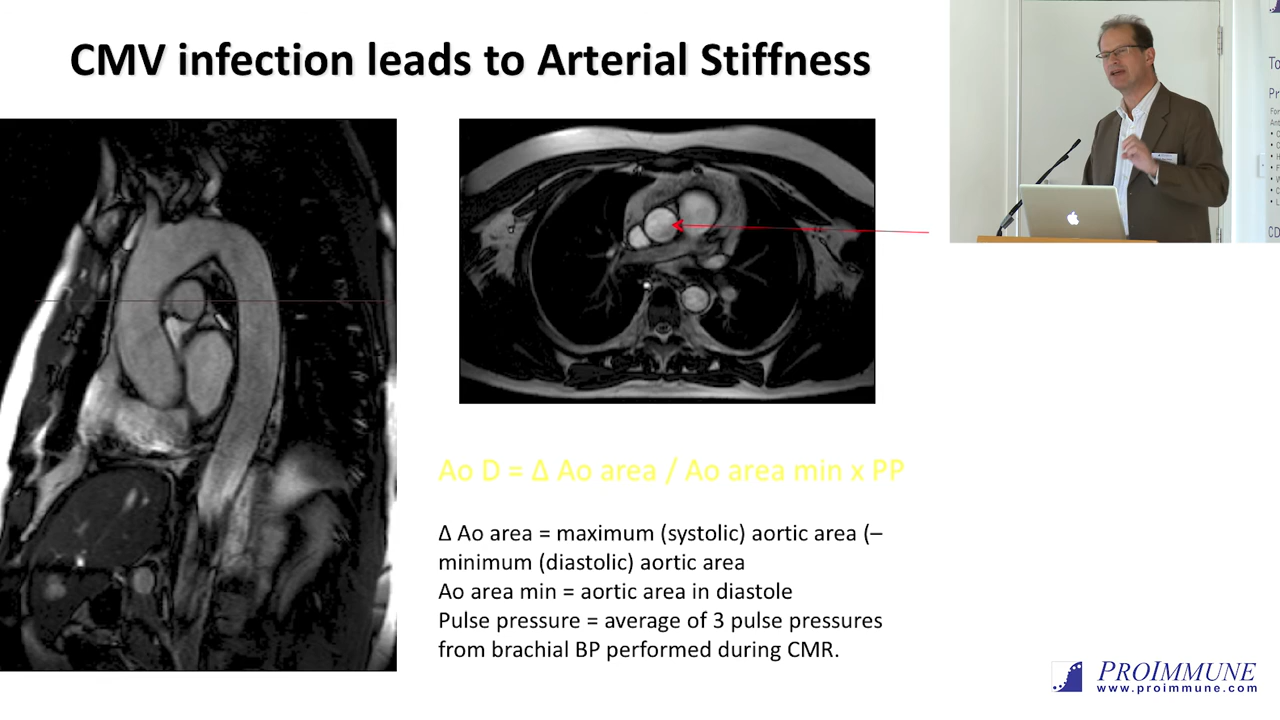 CMV infection leads to Arterial Stiffness
Ao D = Δ Ao area / Ao area min x PP
Δ Ao area = maximum (systolic) aortic area (–
minimum (diastolic) aortic area
Ao area min = aortic area in diastole
Pulse pressure = average of 3 pulse pressures
from brachial BP performed during CMR.
PROIMMUNE
www.proimmune.com